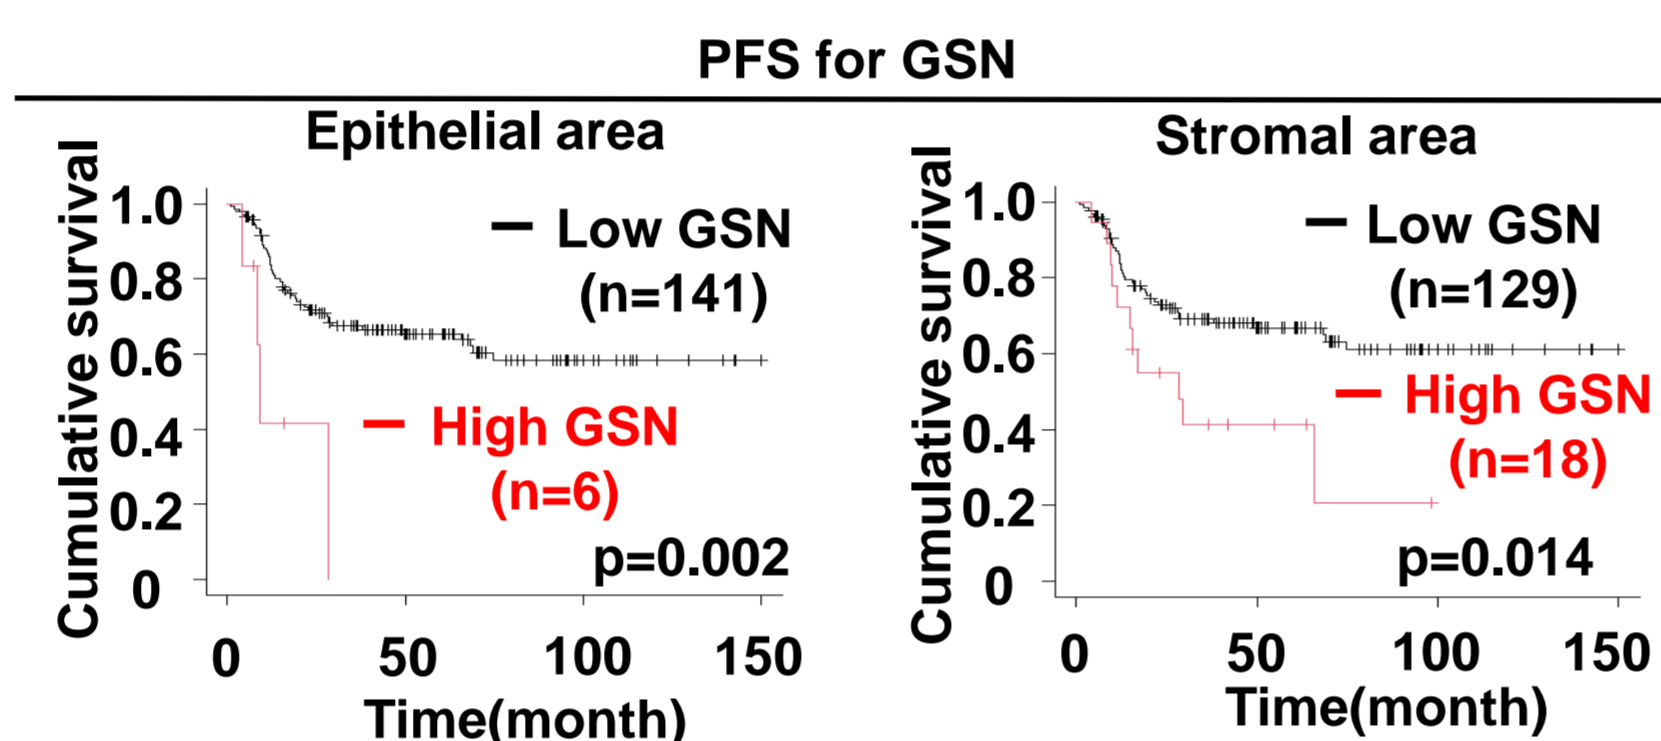 PFS for GSN
Epithelial area
Cumulative survival
1.0
0.8
0.6
0.4
0.2
0
Low GSN
(n=141)
High GSN
(n=6)
p=0.002
0 50 100 150
Time(month)
Stromal area
Cumulative survival
1.0
0.8
0.6
0.4
0.2
0
Low GSN
(n=129)
High GSN
(n=18)
p=0.014
0 50 100 150
Time(month)